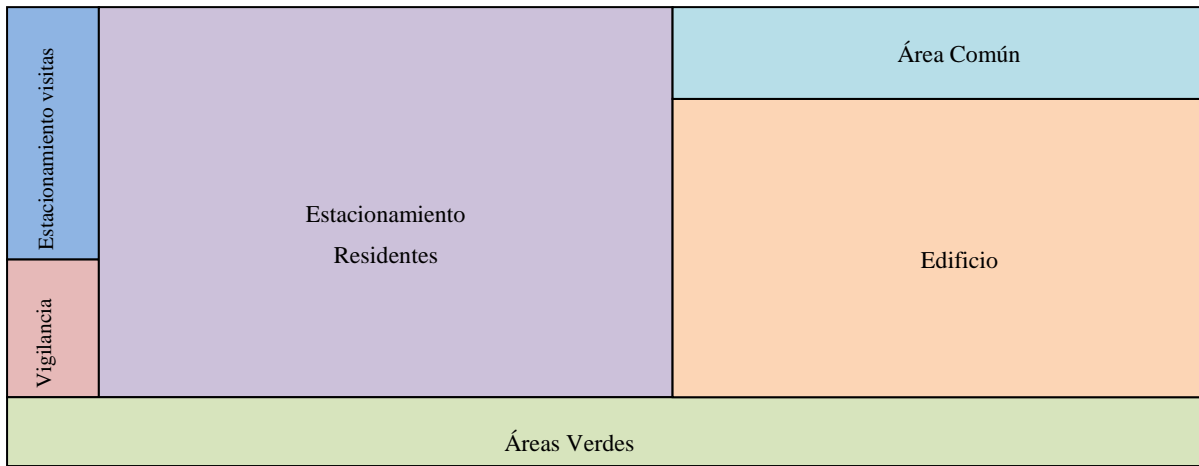 Estacionamiento visitas
Vigilancia
Estacionamiento
Residentes
Área Común
Edificio
Áreas Verdes